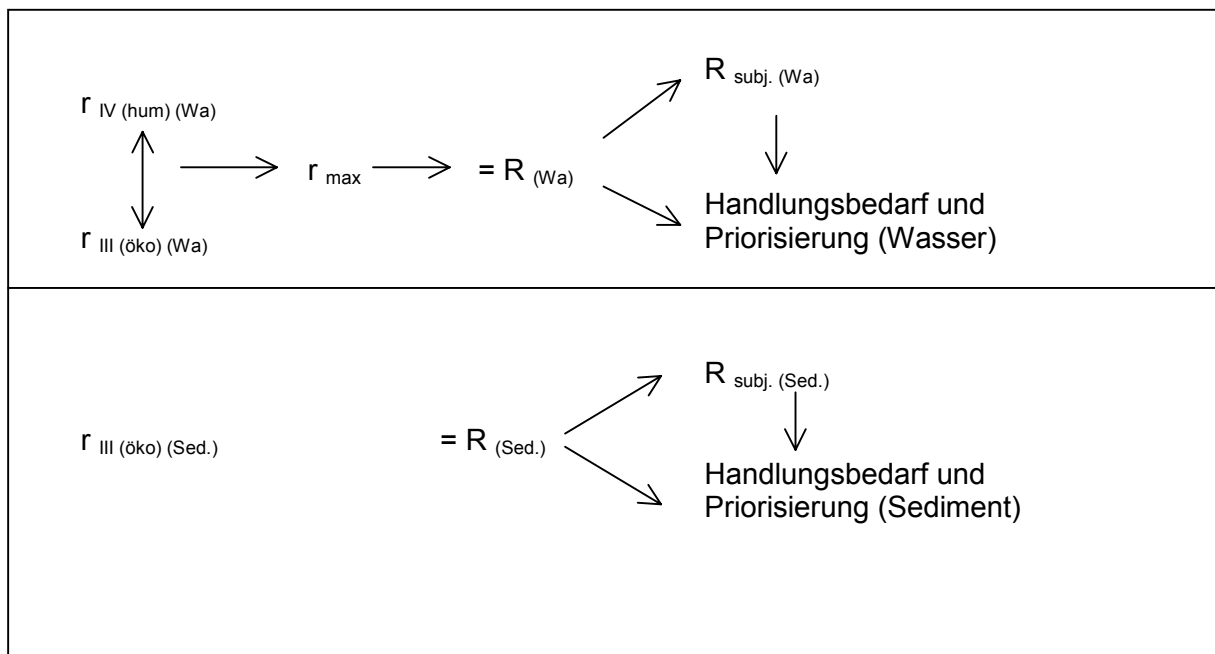 R subj. (Wa)
r IV (hum) (Wa)
r max
= R (Wa)
Handlungsbedarf und
Priorisierung (Wasser)
r III (öko) (Wa)
R subj. (Sed.)
r III (öko) (Sed.)
= R (Sed.)
Handlungsbedarf und
Priorisierung (Sediment)